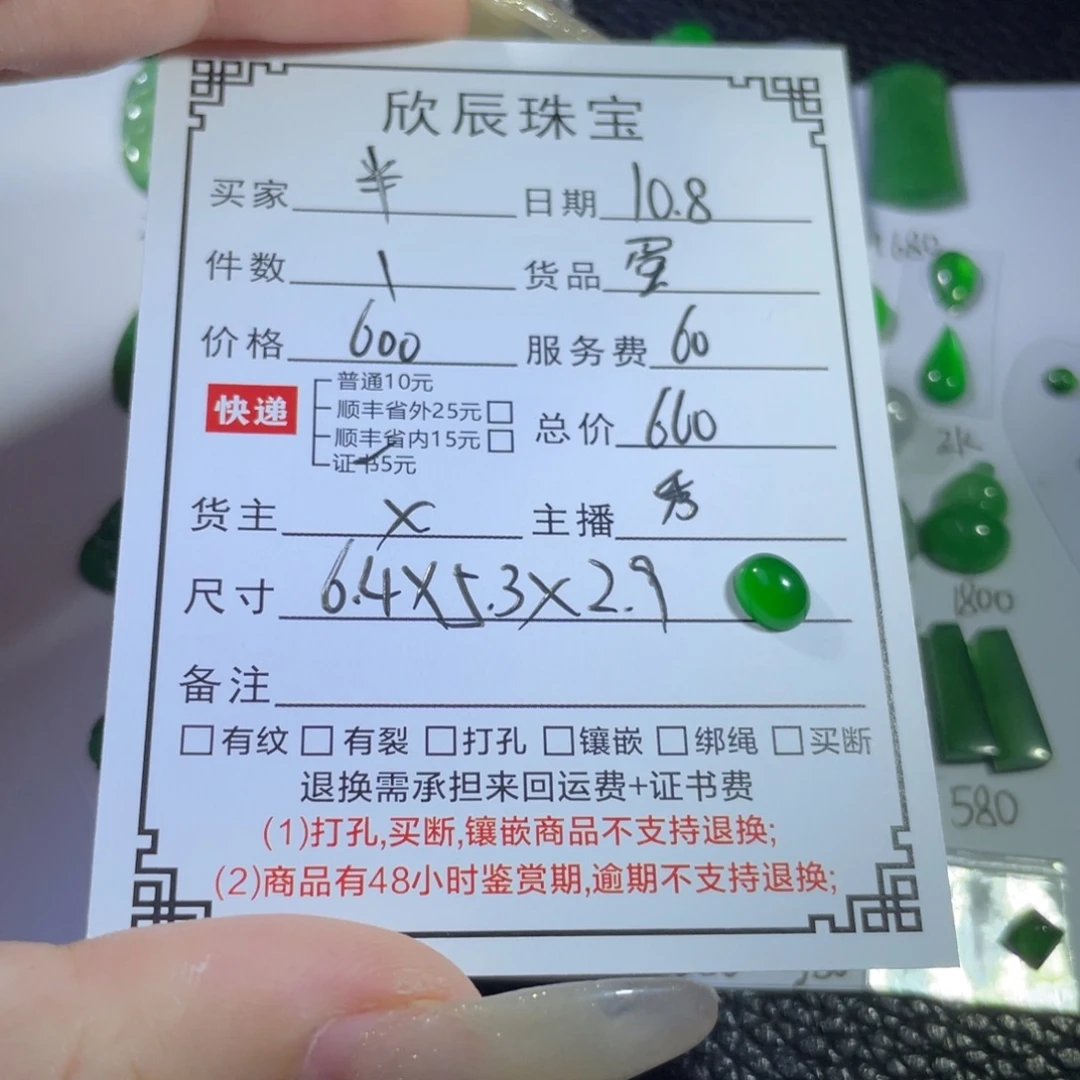 欣辰珠宝
买家 半 日期 10.8
件数 1 货品 蛋
价格 600 服务费 60
快递
普通10元
顺丰省外25元□
顺丰省内15元□
证书5元
总价 660
货主 X 主播 秀
尺寸 6.4X5.3X2.9
备注
□有纹 □有裂 □打孔 □镶嵌 □绑绳 □买断
退换需承担来回运费+证书费
(1)打孔,买断,镶嵌商品不支持退换;
(2)商品有48小时鉴赏期,逾期不支持退换;
1680
2K
1800
580